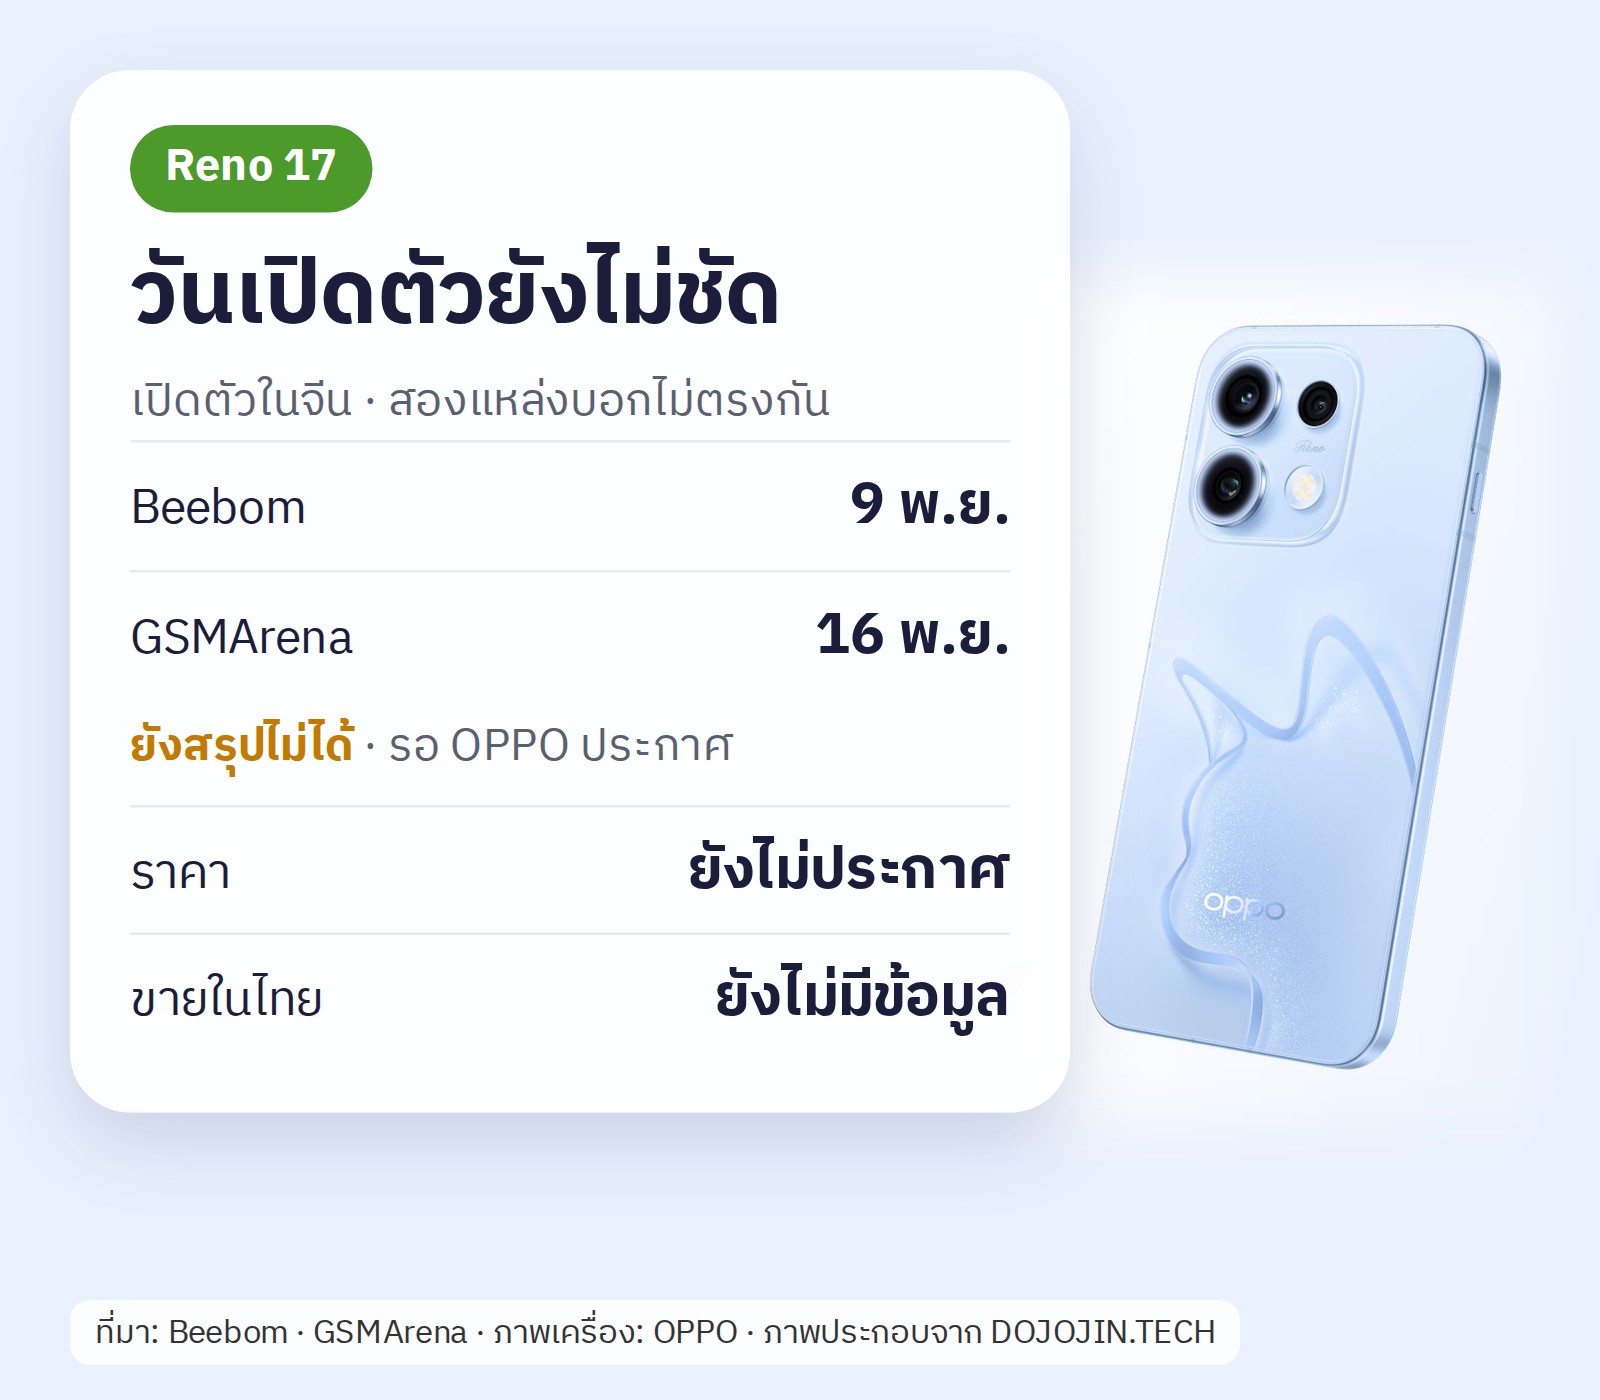 Reno 17
วันเปิดตัวยังไม่ชัด
เปิดตัวในจีน · สองแหล่งบอกไม่ตรงกัน
Beebom 9 พ.ย.
GSMArena 16 พ.ย.
ยังสรุปไม่ได้ · รอ OPPO ประกาศ
ราคา ยังไม่ประกาศ
ขายในไทย ยังไม่มีข้อมูล
Reno
oppo
ที่มา: Beebom · GSMArena · ภาพเครื่อง: OPPO · ภาพประกอบจาก DOJOJIN.TECH